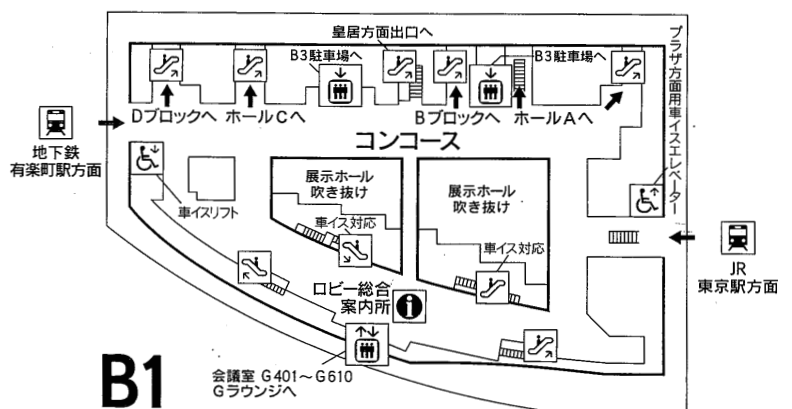 皇居方面出口へ
B3駐車場へ
B3駐車場へ
Dブロックへ
ホールCへ
Bブロックへ
ホールAへ
プラザ方面用車イスエレベーター
コンコース
地下鉄
有楽町駅方面
展示ホール
吹き抜け
展示ホール
吹き抜け
車イスリフト
車イス対応
車イス対応
JR
東京駅方面
ロビー総合
案内所
会議室 G401〜G610
Gラウンジへ
B1